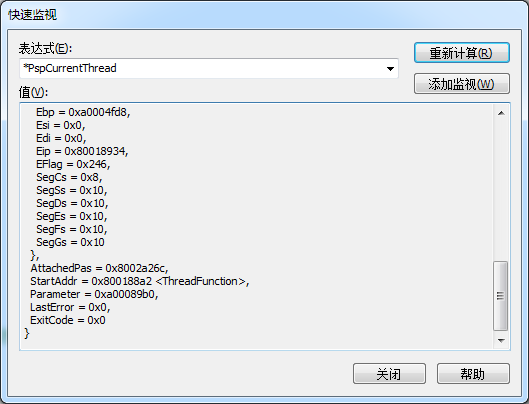 快速监视
表达式(E):
*PspCurrentThread
重新计算(R)
添加监视(W)
值(V):
Ebp = 0xa0004fd8,
Esi = 0x0,
Edi = 0x0,
Eip = 0x80018934,
EFlag = 0x246,
SegCs = 0x8,
SegSs = 0x10,
SegDs = 0x10,
SegEs = 0x10,
SegFs = 0x10,
SegGs = 0x10
},
AttachedPas = 0x8002a26c,
StartAddr = 0x800188a2 <ThreadFunction>,
Parameter = 0xa00089b0,
LastError = 0x0,
ExitCode = 0x0
}
关闭
帮助